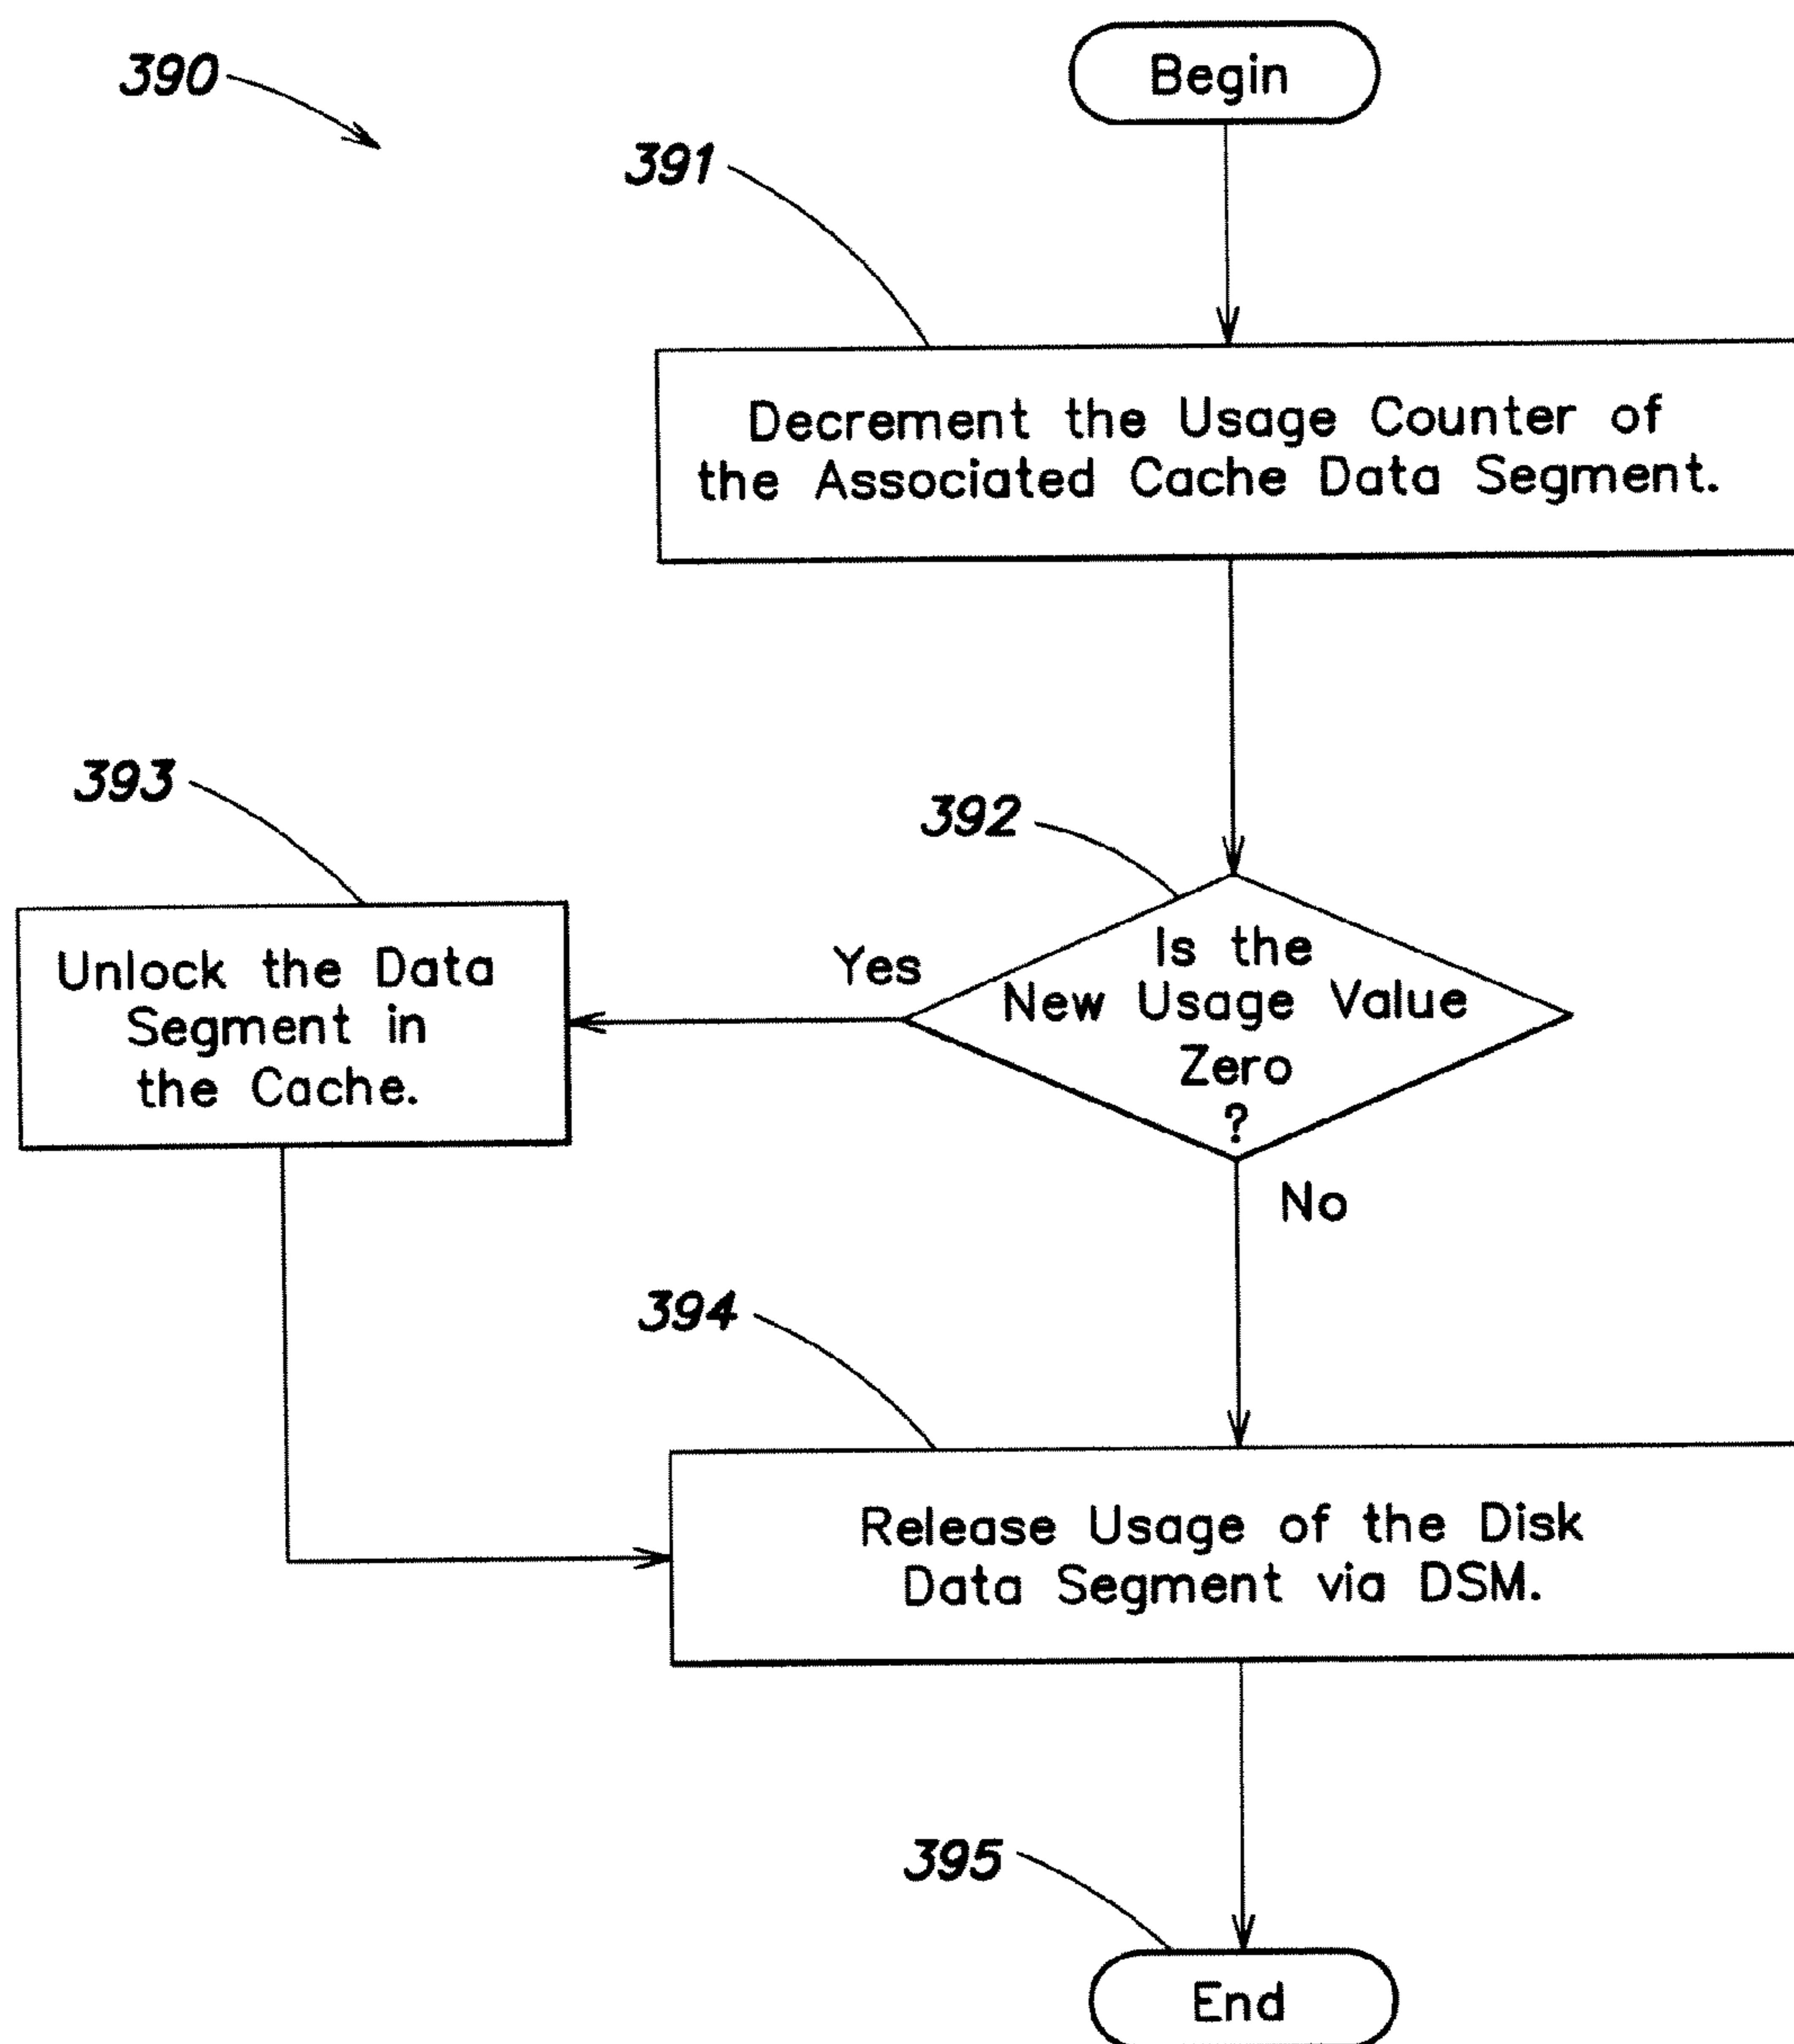 390
Begin
391
Decrement the Usage Counter of
the Associated Cache Data Segment.
393
392
Unlock the Data
Segment in
the Cache.
Yes
Is the
New Usage Value
Zero
?
No
394
Release Usage of the Disk
Data Segment via DSM.
395
End